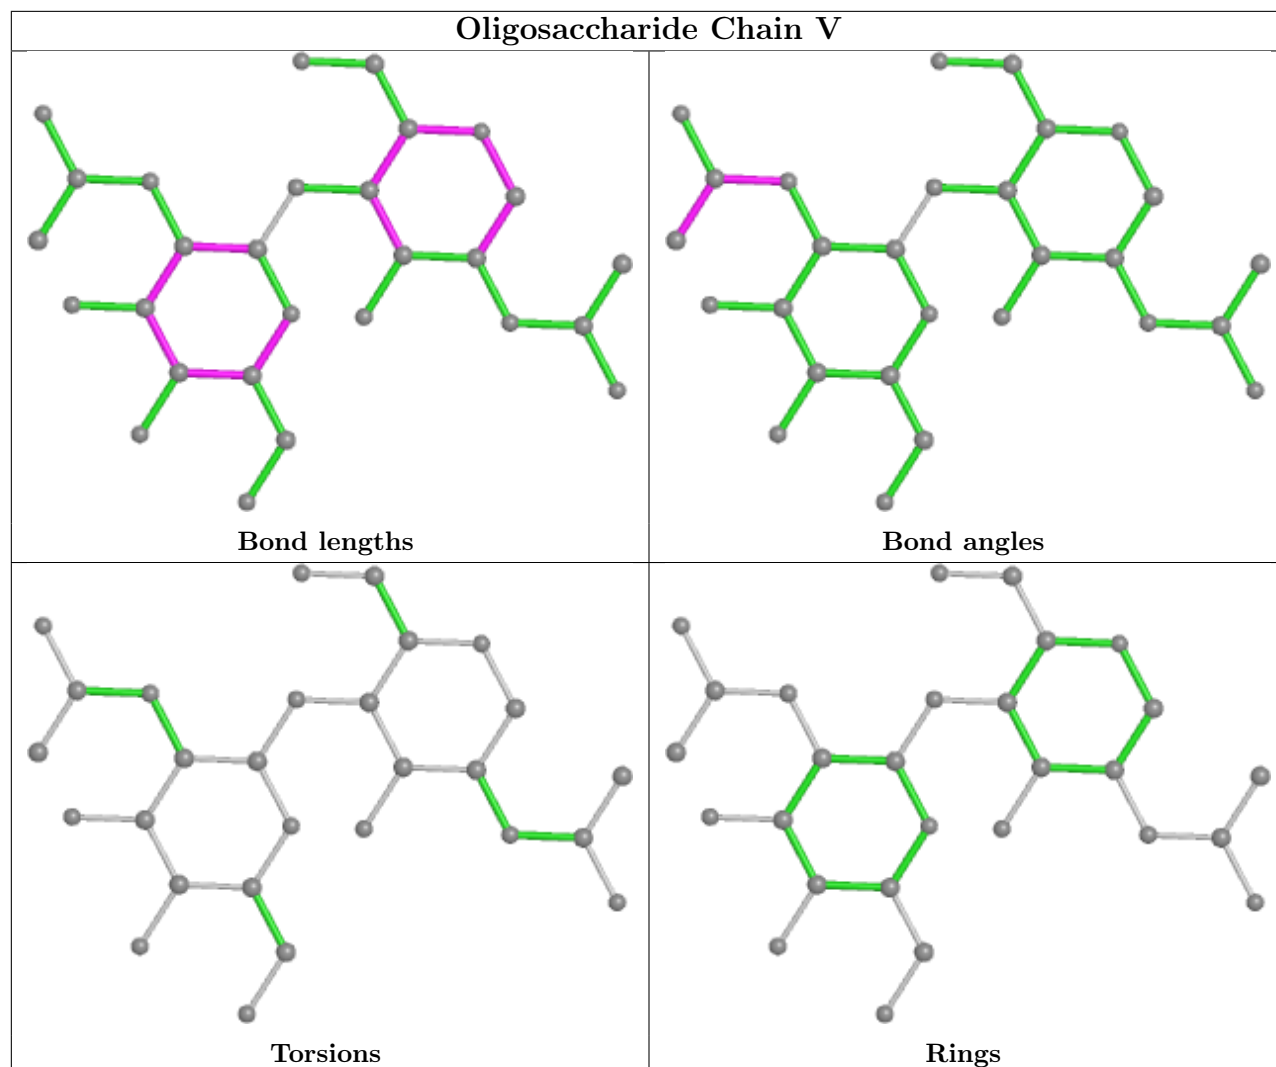 Oligosaccharide Chain V
Bond lengths
Bond angles
Torsions
Rings